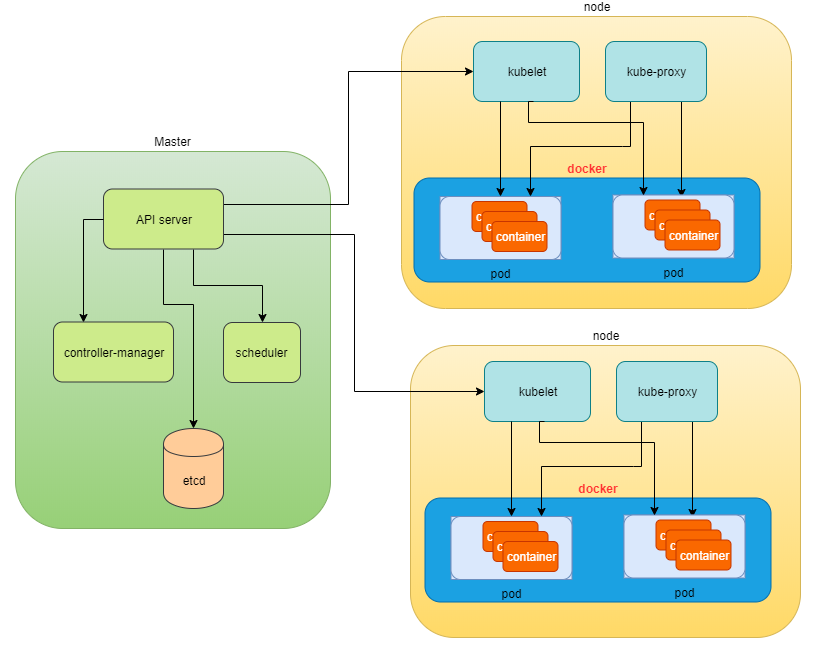 node
kubelet
kube-proxy
docker
c
c
container
c
c
container
pod
pod
Master
API server
controller-manager
scheduler
etcd
node
kubelet
kube-proxy
docker
c
c
container
c
c
container
pod
pod